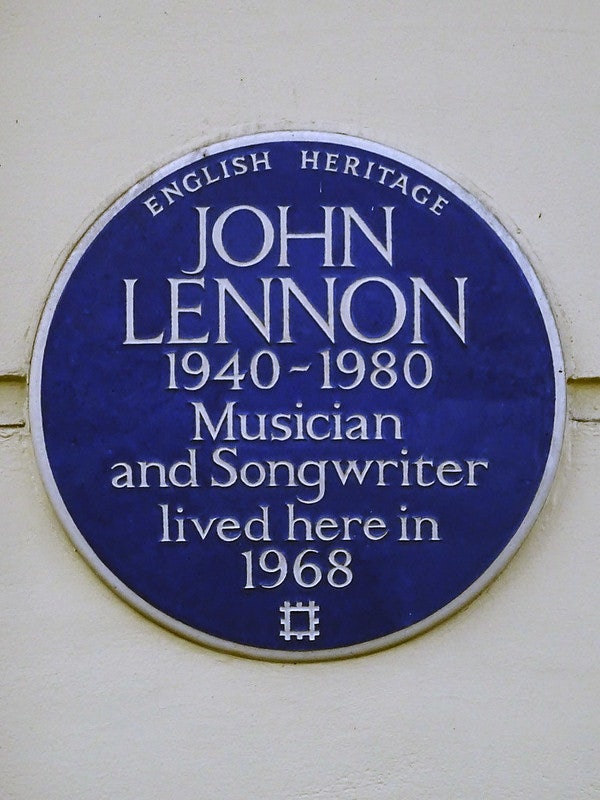 ENGLISH HERITAGE
JOHN
LENNON
1940-1980
Musician
and Songwriter
lived here in
1968